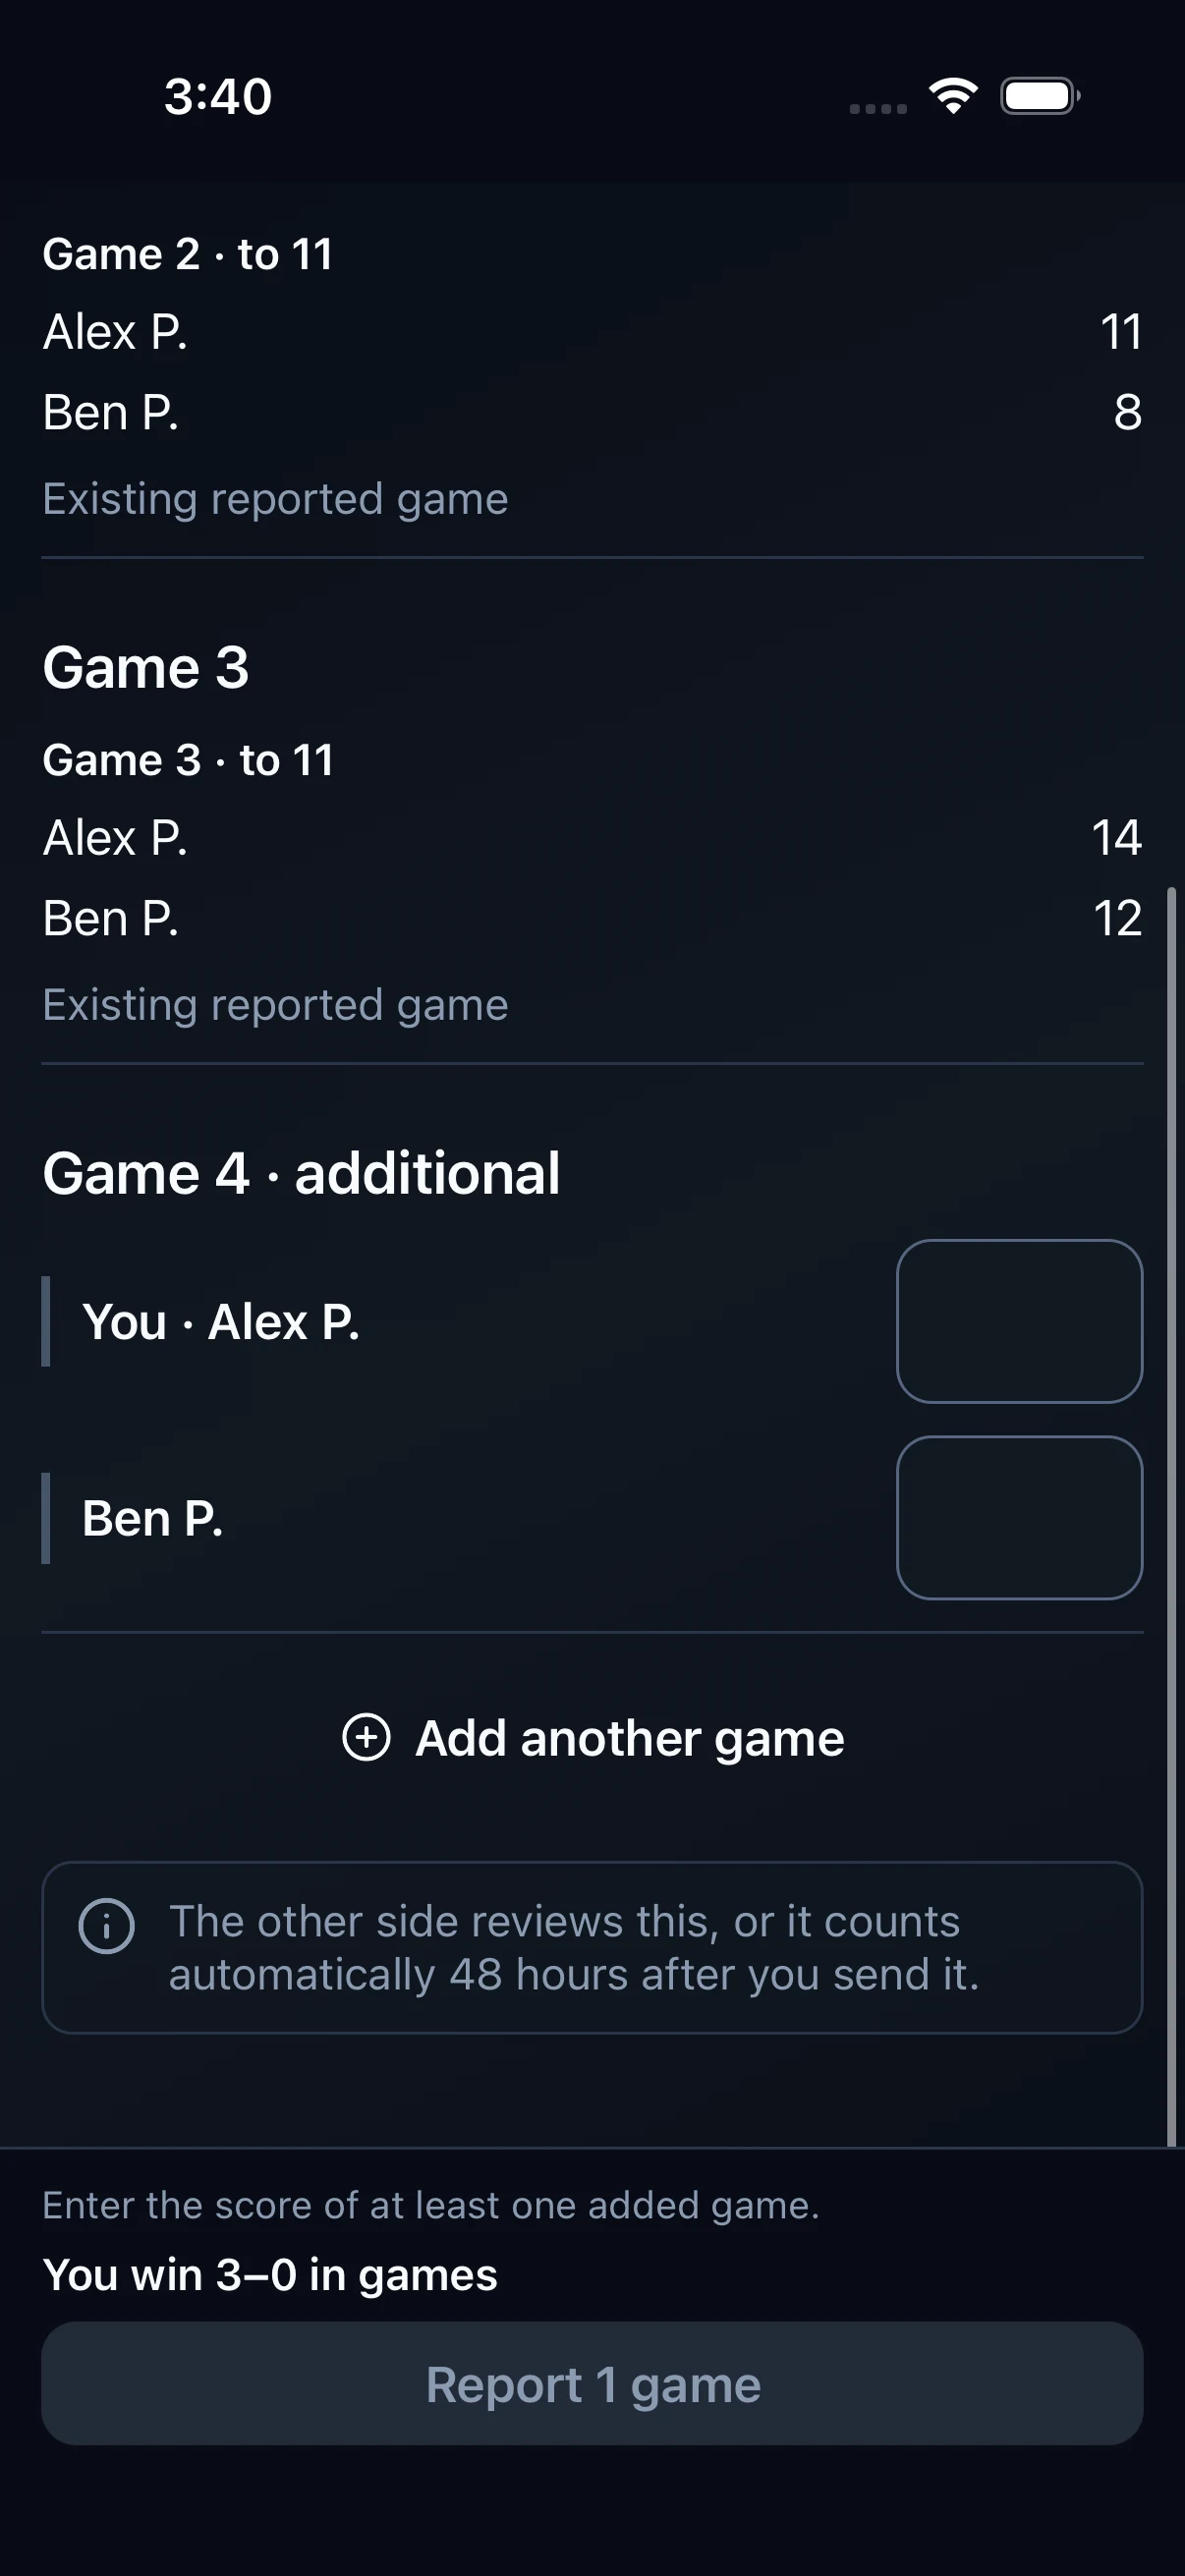 3:40
Game 2 · to 11
Alex P. 11
Ben P. 8
Existing reported game
Game 3
Game 3 · to 11
Alex P. 14
Ben P. 12
Existing reported game
Game 4 · additional
You · Alex P.
Ben P.
Add another game
The other side reviews this, or it counts
automatically 48 hours after you send it.
Enter the score of at least one added game.
You win 3–0 in games
Report 1 game